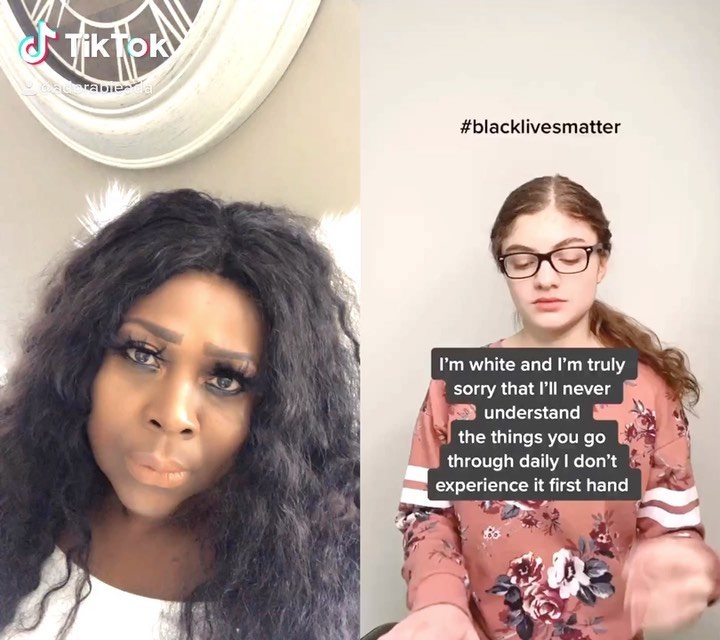 TikTok
#blacklivesmatter
I'm white and I'm truly
sorry that I'll never
understand
the things you go
through daily I don't
experience it first hand